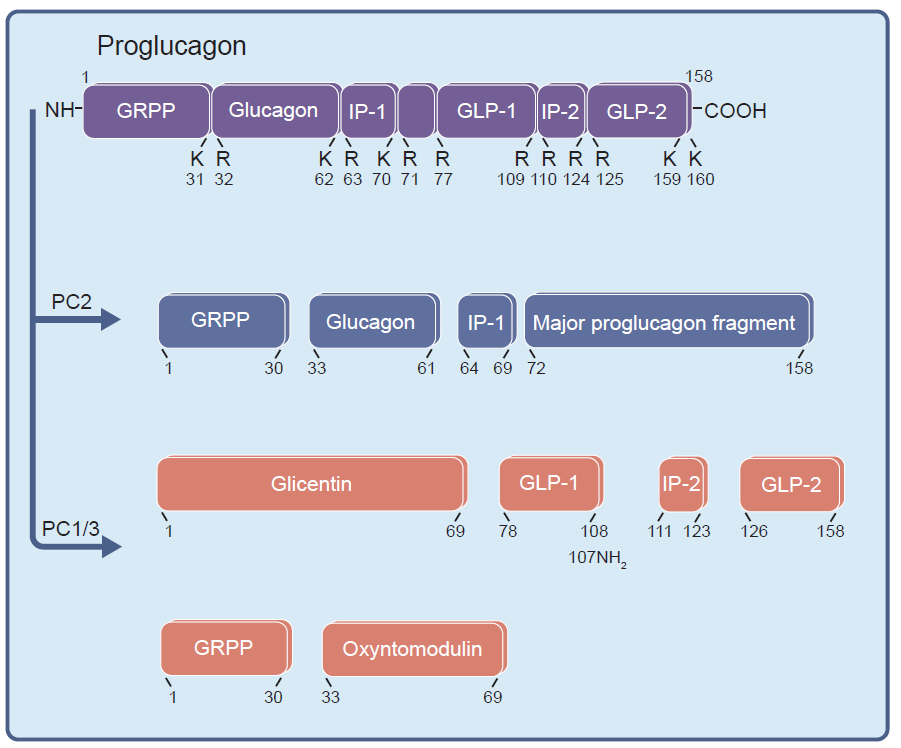 Proglucagon
1 158
NH GRPP Glucagon IP-1 GLP-1 IP-2 GLP-2 COOH
K R K R K R R R R R R K K
31 32 62 63 70 71 77 109 110 124 125 159 160
PC2
GRPP Glucagon IP-1 Major proglucagon fragment
1 30 33 61 64 69 72 158
Glicentin GLP-1 IP-2 GLP-2
PC1/3
1 69 78 108 111 123 126 158
107NH2
GRPP Oxyntomodulin
1 30 33 69